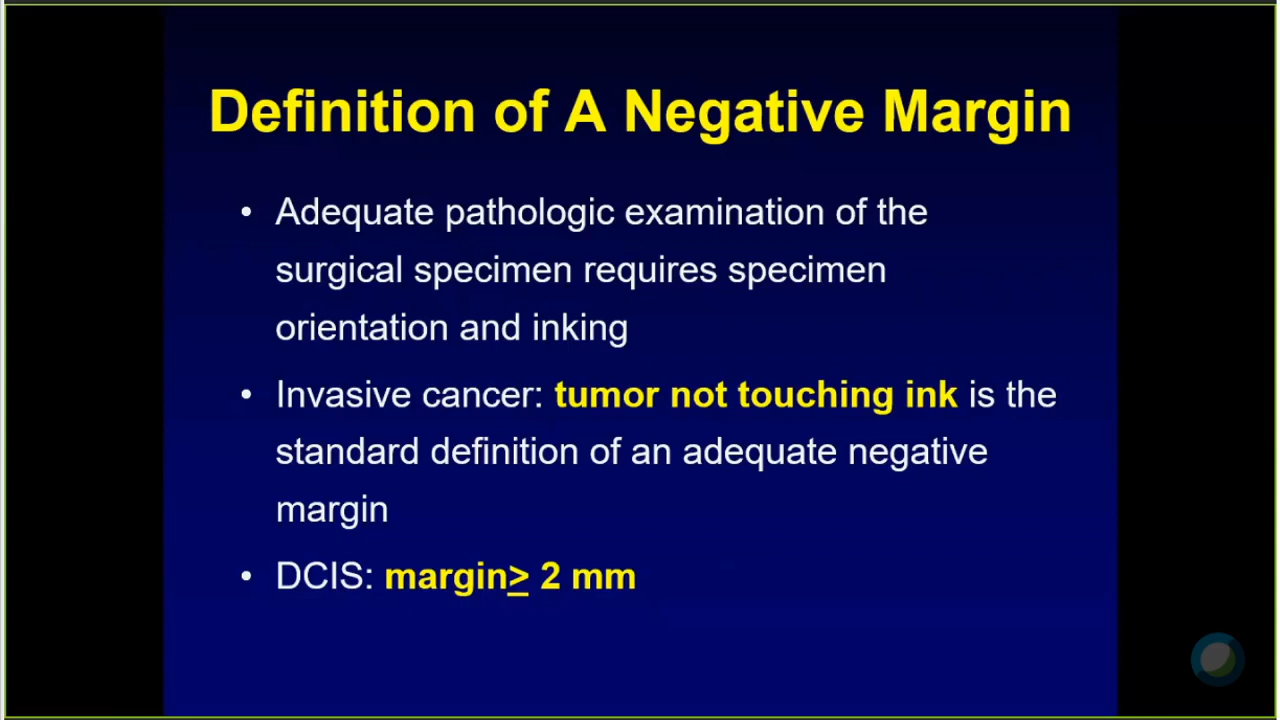 Definition of A Negative Margin
• Adequate pathologic examination of the
surgical specimen requires specimen
orientation and inking
• Invasive cancer: tumor not touching ink is the
standard definition of an adequate negative
margin
• DCIS: margin≥ 2 mm